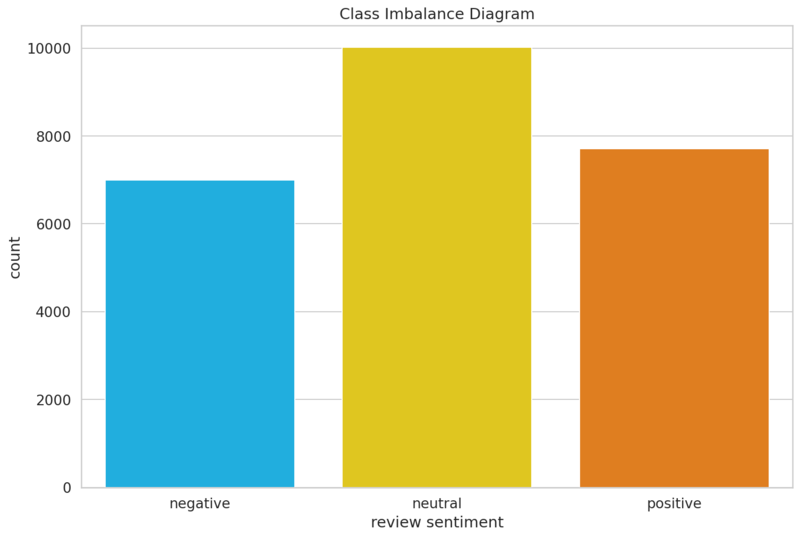 Class Imbalance Diagram
10000
8000
6000
4000
2000
0
count
negative
neutral
positive
review sentiment